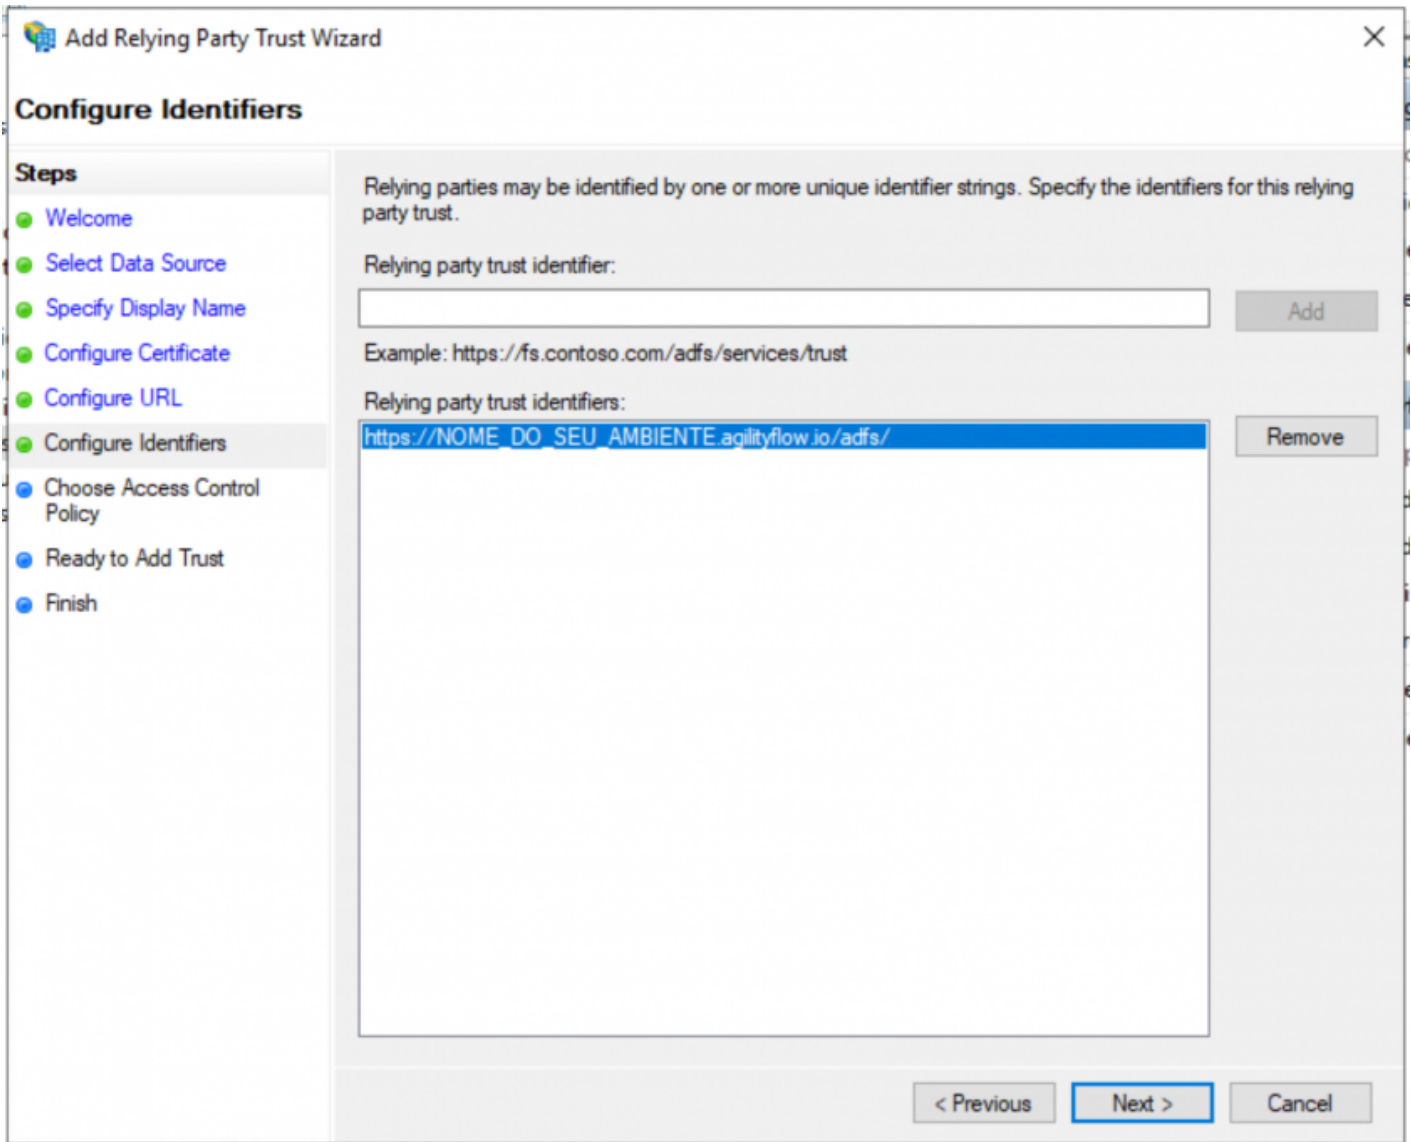 Add Relying Party Trust Wizard
Configure Identifiers
Steps
Welcome
Select Data Source
Specify Display Name
Configure Certificate
Configure URL
Configure Identifiers
Choose Access Control
Policy
Ready to Add Trust
Finish
Relying parties may be identified by one or more unique identifier strings. Specify the identifiers for this relying
party trust.
Relying party trust identifier:
Add
Example: https://fs.contoso.com/adfs/services/trust
Relying party trust identifiers:
https://NOME_DO_SEU_AMBIENTE.agilityflow.io/adfs/
Remove
< Previous
Next >
Cancel